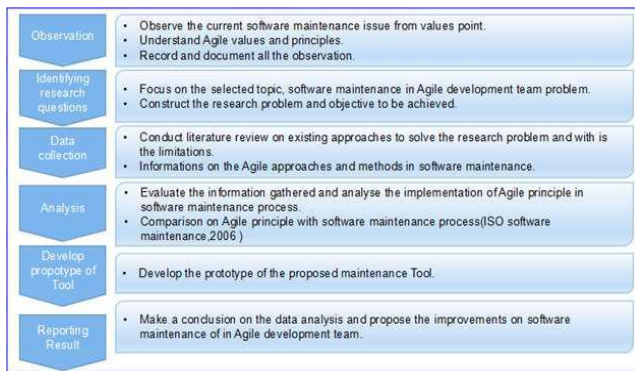 Observation
• Observe the current software maintenance issue from values point.
• Understand Agile values and principles.
• Record and document all the observation.
Identifying
research
questions
• Focus on the selected topic, software maintenance in Agile development team problem.
• Construct the research problem and objective to be achieved.
Data
collection
• Conduct literature review on existing approaches to solve the research problem and with is
the limitations.
• Informations on the Agile approaches and methods in software maintenance.
Analysis
• Evaluate the information gathered and analyse the implementation of Agile principle in
software maintenance process.
• Comparison on Agile principle with software maintenance process(ISO software
maintenance,2006 )
Develop
propotype of
Tool
• Develop the prototype of the proposed maintenance Tool.
Reporting
Result
• Make a conclusion on the data analysis and propose the improvements on software
maintenance of in Agile development team.